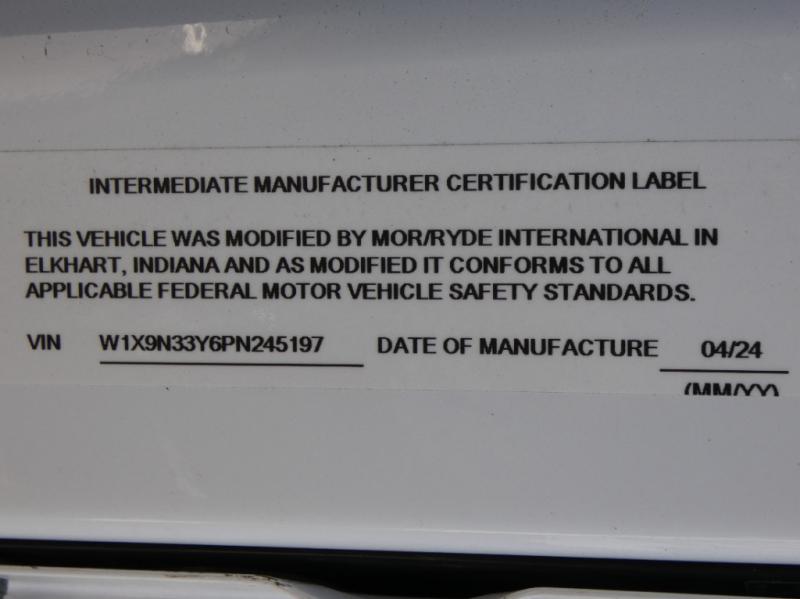 INTERMEDIATE MANUFACTURER CERTIFICATION LABEL
THIS VEHICLE WAS MODIFIED BY MOR/RYDE INTERNATIONAL IN
ELKHART, INDIANA AND AS MODIFIED IT CONFORMS TO ALL
APPLICABLE FEDERAL MOTOR VEHICLE SAFETY STANDARDS.
VIN W1X9N33Y6PN245197 DATE OF MANUFACTURE 04/24
(MM/YY)